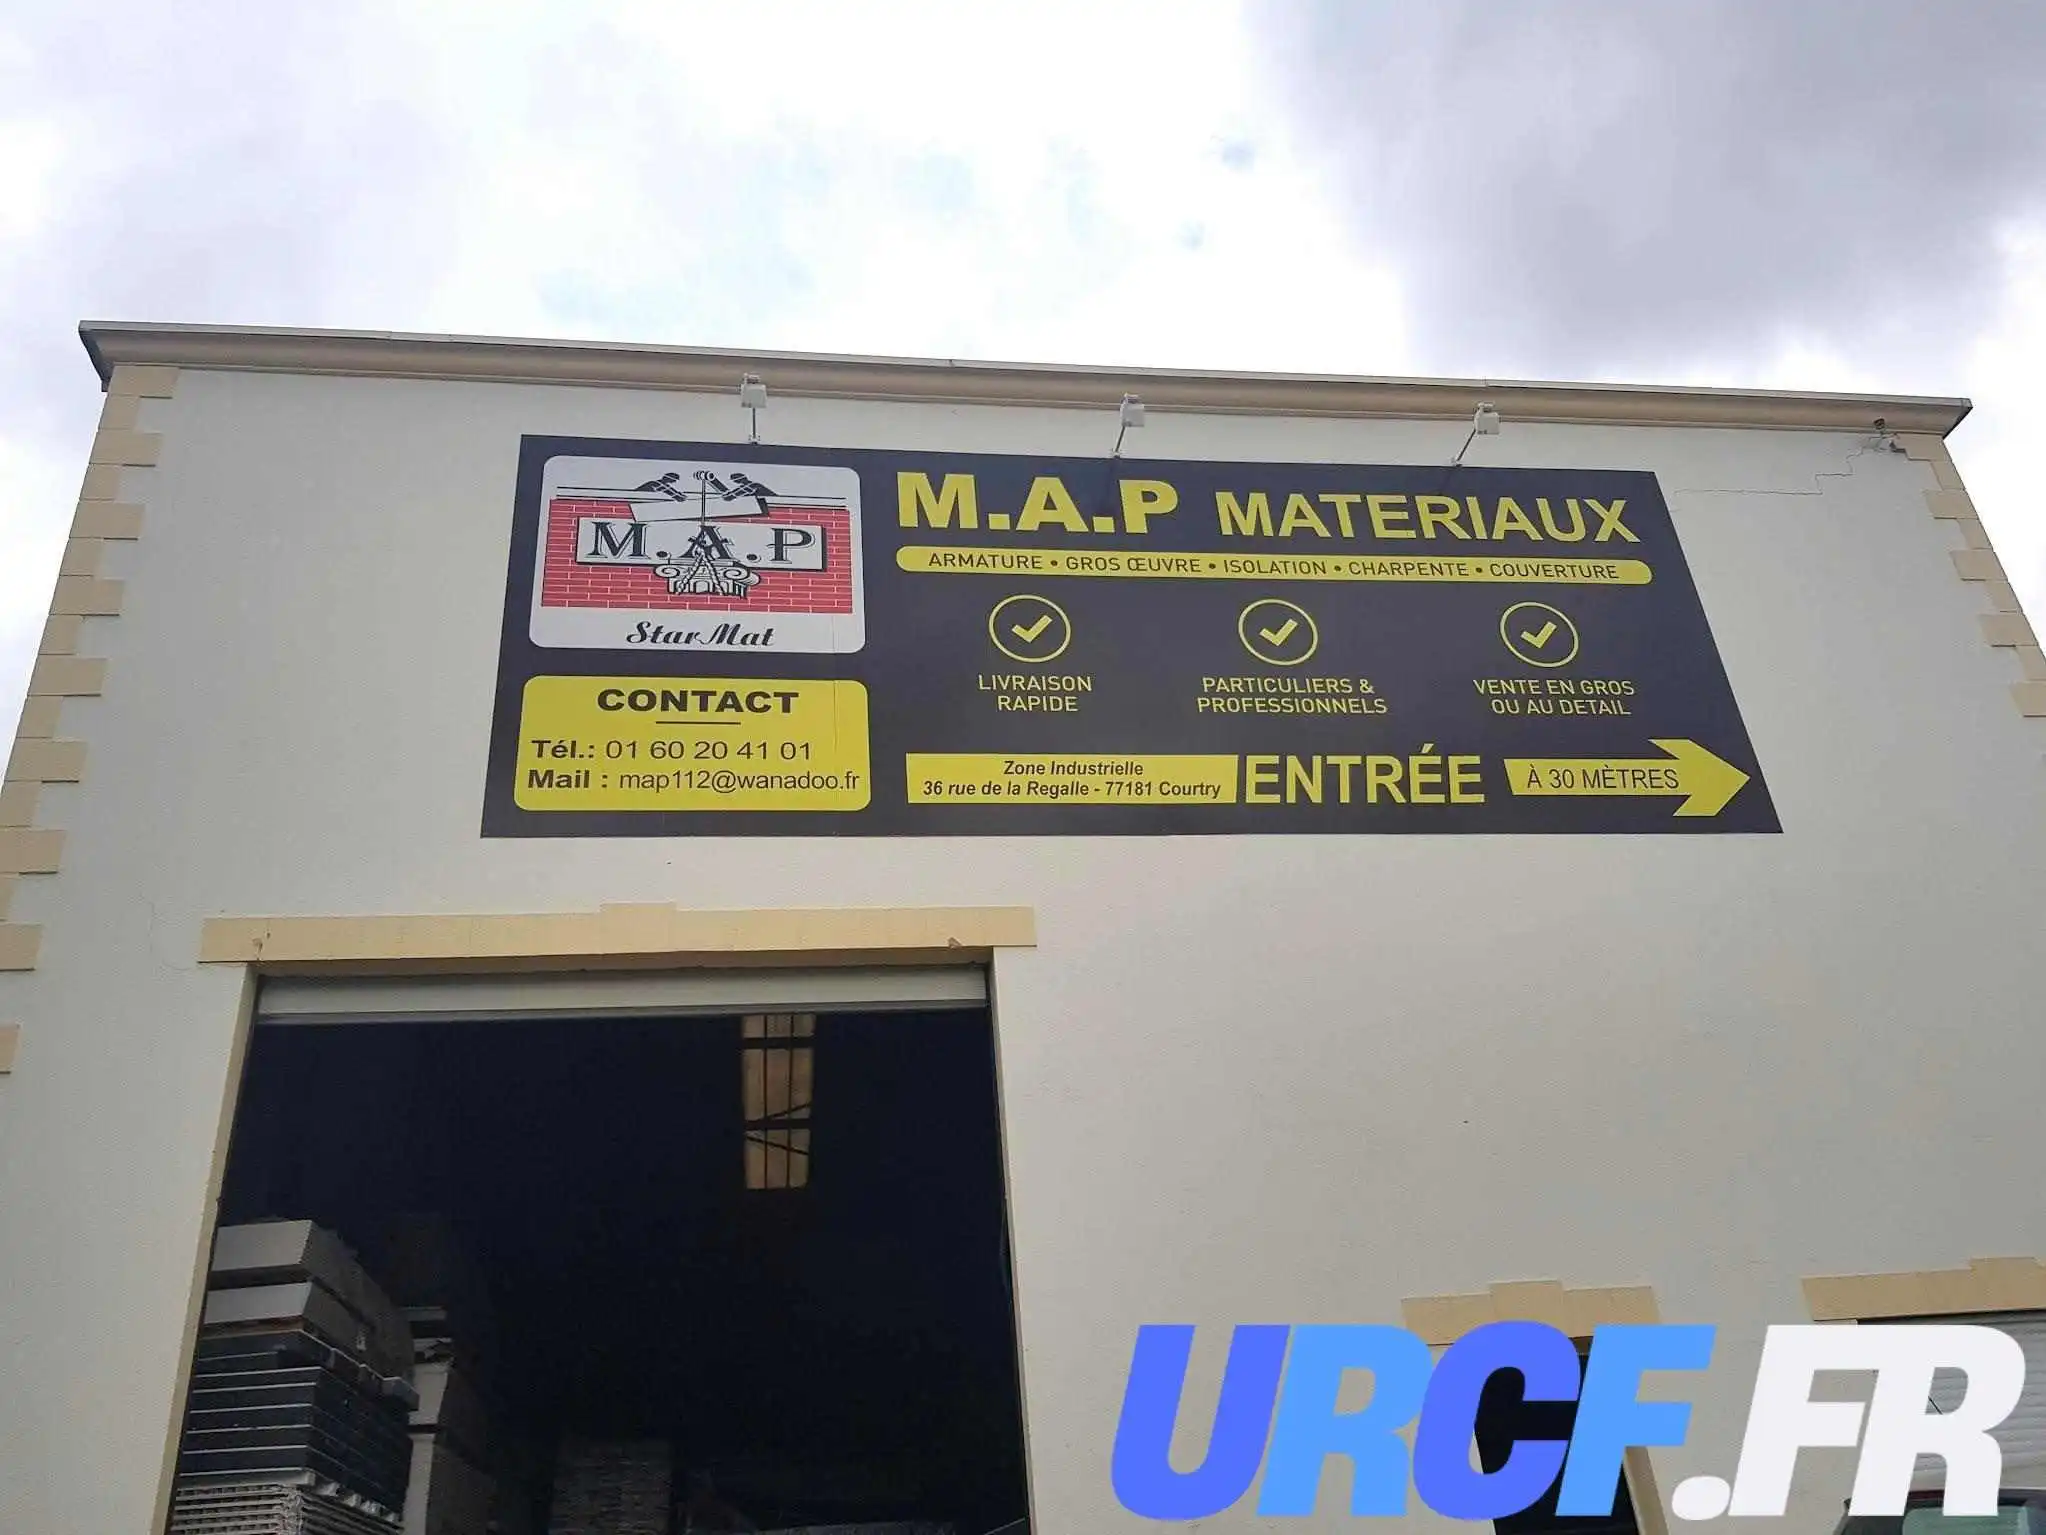 M.A.P
StarMat
CONTACT
Tél.: 01 60 20 41 01
Mail : map112@wanadoo.fr
M.A.P MATERIAUX
ARMATURE • GROS ŒUVRE • ISOLATION • CHARPENTE • COUVERTURE
LIVRAISON
RAPIDE
PARTICULIERS &
PROFESSIONNELS
VENTE EN GROS
OU AU DETAIL
Zone Industrielle
36 rue de la Regalle - 77181 Courtry
ENTRÉE
À 30 MÈTRES
URCF.FR